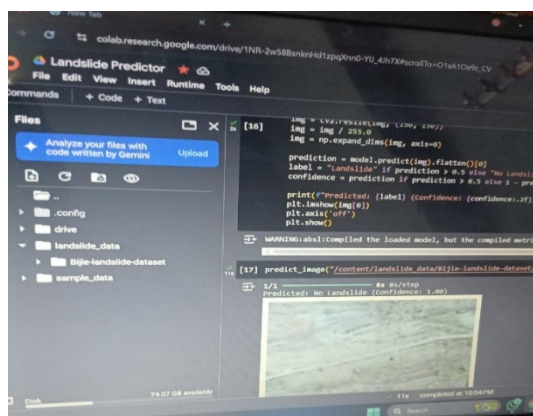 New Tab
colab.research.google.com/drive/1NR-2w58BsnknHd1zpqXnn0-YU_4Jh7X#scrollTo=O1sA1Oe9z_CV
Landslide Predictor
File Edit View Insert Runtime Tools Help
Commands + Code + Text
Files
Analyze your files with
code written by Gemini Upload
..
.config
drive
landslide_data
Bijie-landslide-dataset
sample_data
Disk 74.07 GB available
[16]
img = img / 255.0
img = np.expand_dims(img, axis=0)
prediction = model.predict(img).flatten()[0]
label = "Landslide" if prediction > 0.5 else "No Landsl
confidence = prediction if prediction > 0.5 else 1 - pre
print(f"Predicted: {label} (Confidence: {confidence:.2f}
plt.imshow(img[0])
plt.axis('off')
plt.show()
WARNING:absl:Compiled the loaded model, but the compiled metri
[17] predict_image("/content/landslide_data/Bijie-landslide-dataset/
11s
1/1 8s 8s/step
Predicted: No Landslide (Confidence: 1.00)
11s completed at 10:04PM
Search